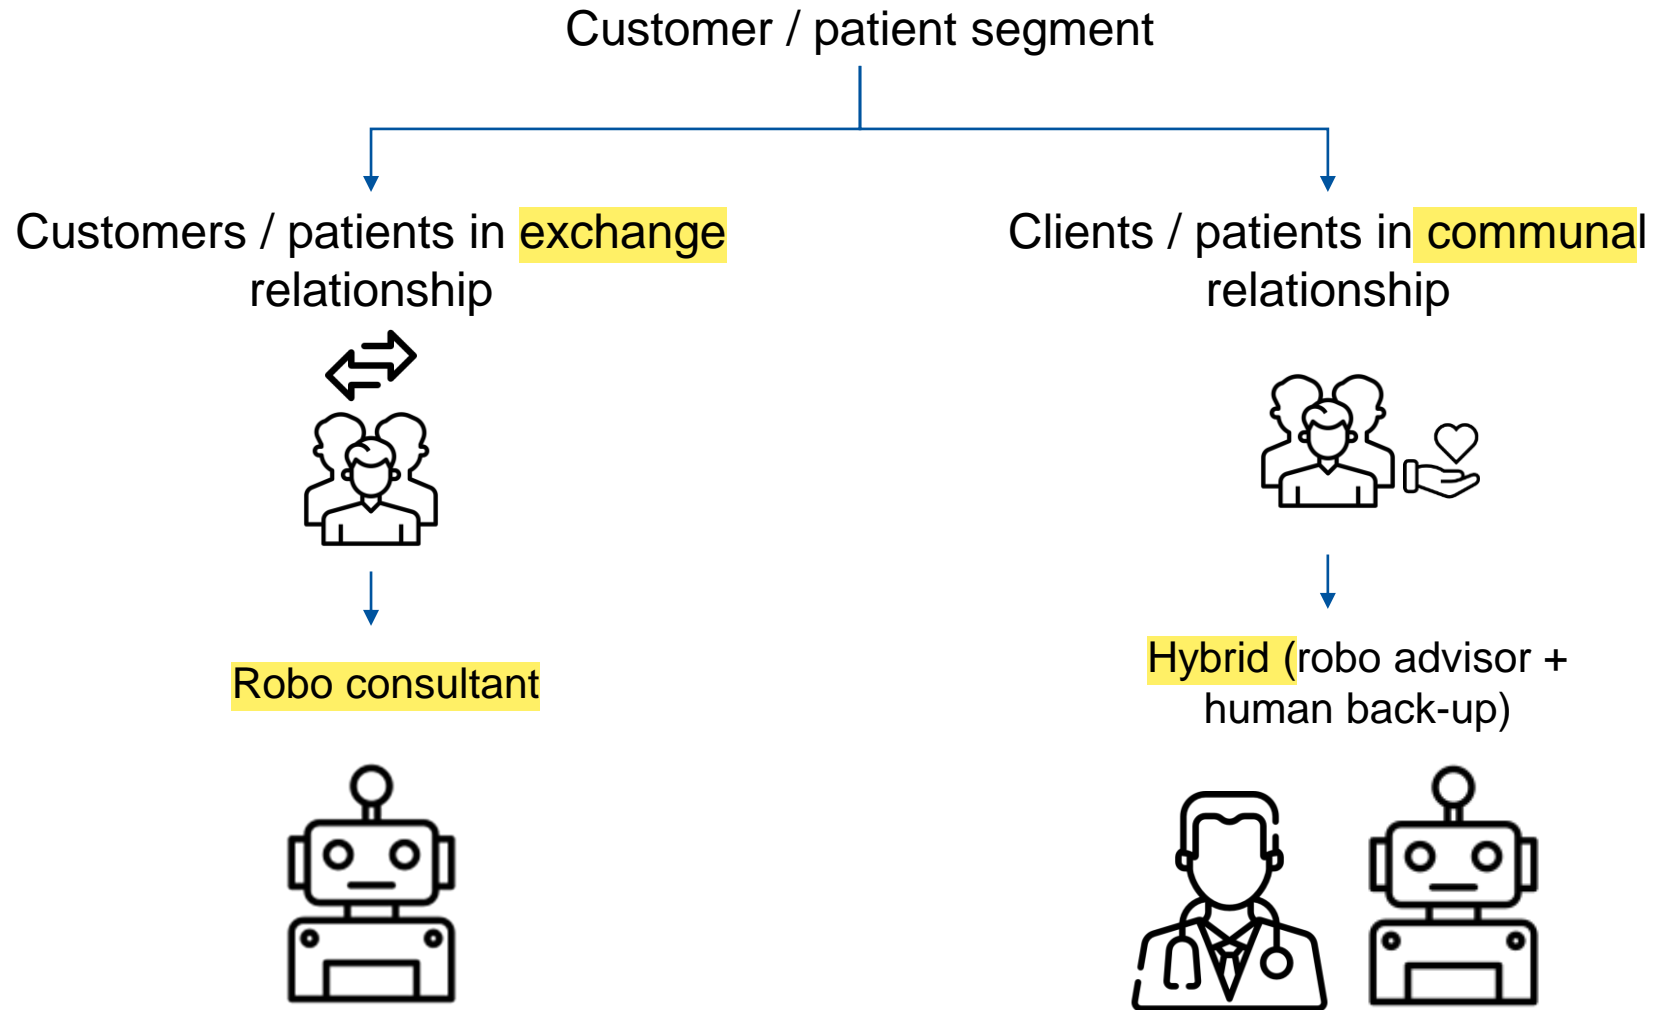 Customer / patient segment
Customers / patients in exchange
relationship
Clients / patients in communal
relationship
Robo consultant
Hybrid (robo advisor +
human back-up)